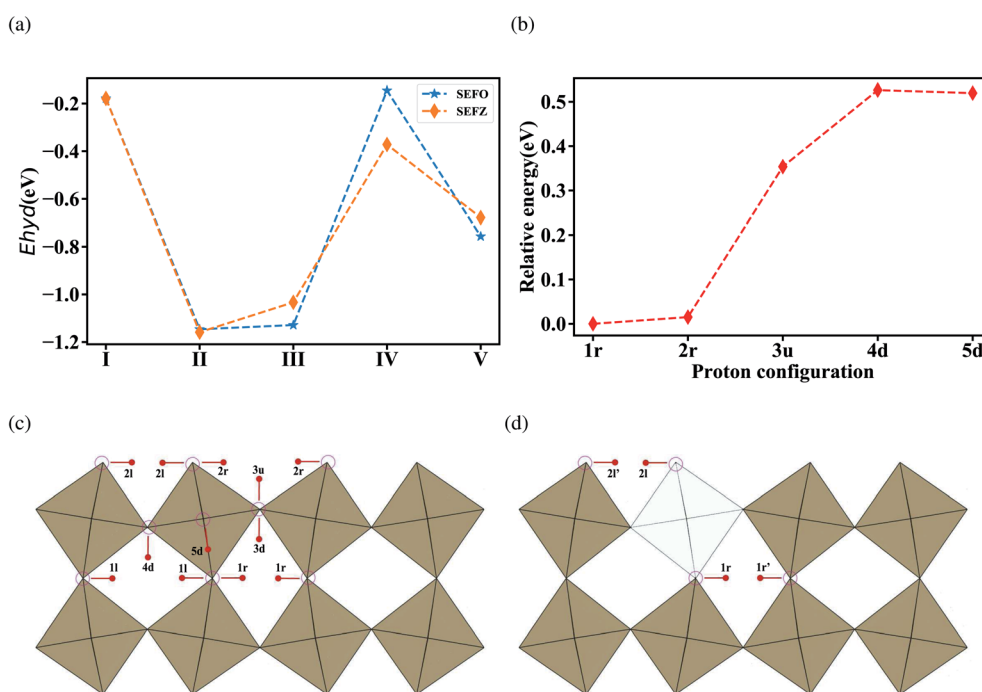 (a)
(b)
Ehyd(eV)
−0.2
−0.4
−0.6
−0.8
−1.0
−1.2
I II III IV V
SEFO
SEFZ
Relative energy(eV)
0.5
0.4
0.3
0.2
0.1
0.0
1r 2r 3u 4d 5d
Proton configuration
(c)
(d)
2l 2l 2r 3u 2r
4d 5d 3d
1l 1l 1r 1r
2l' 2l
1r 1r'